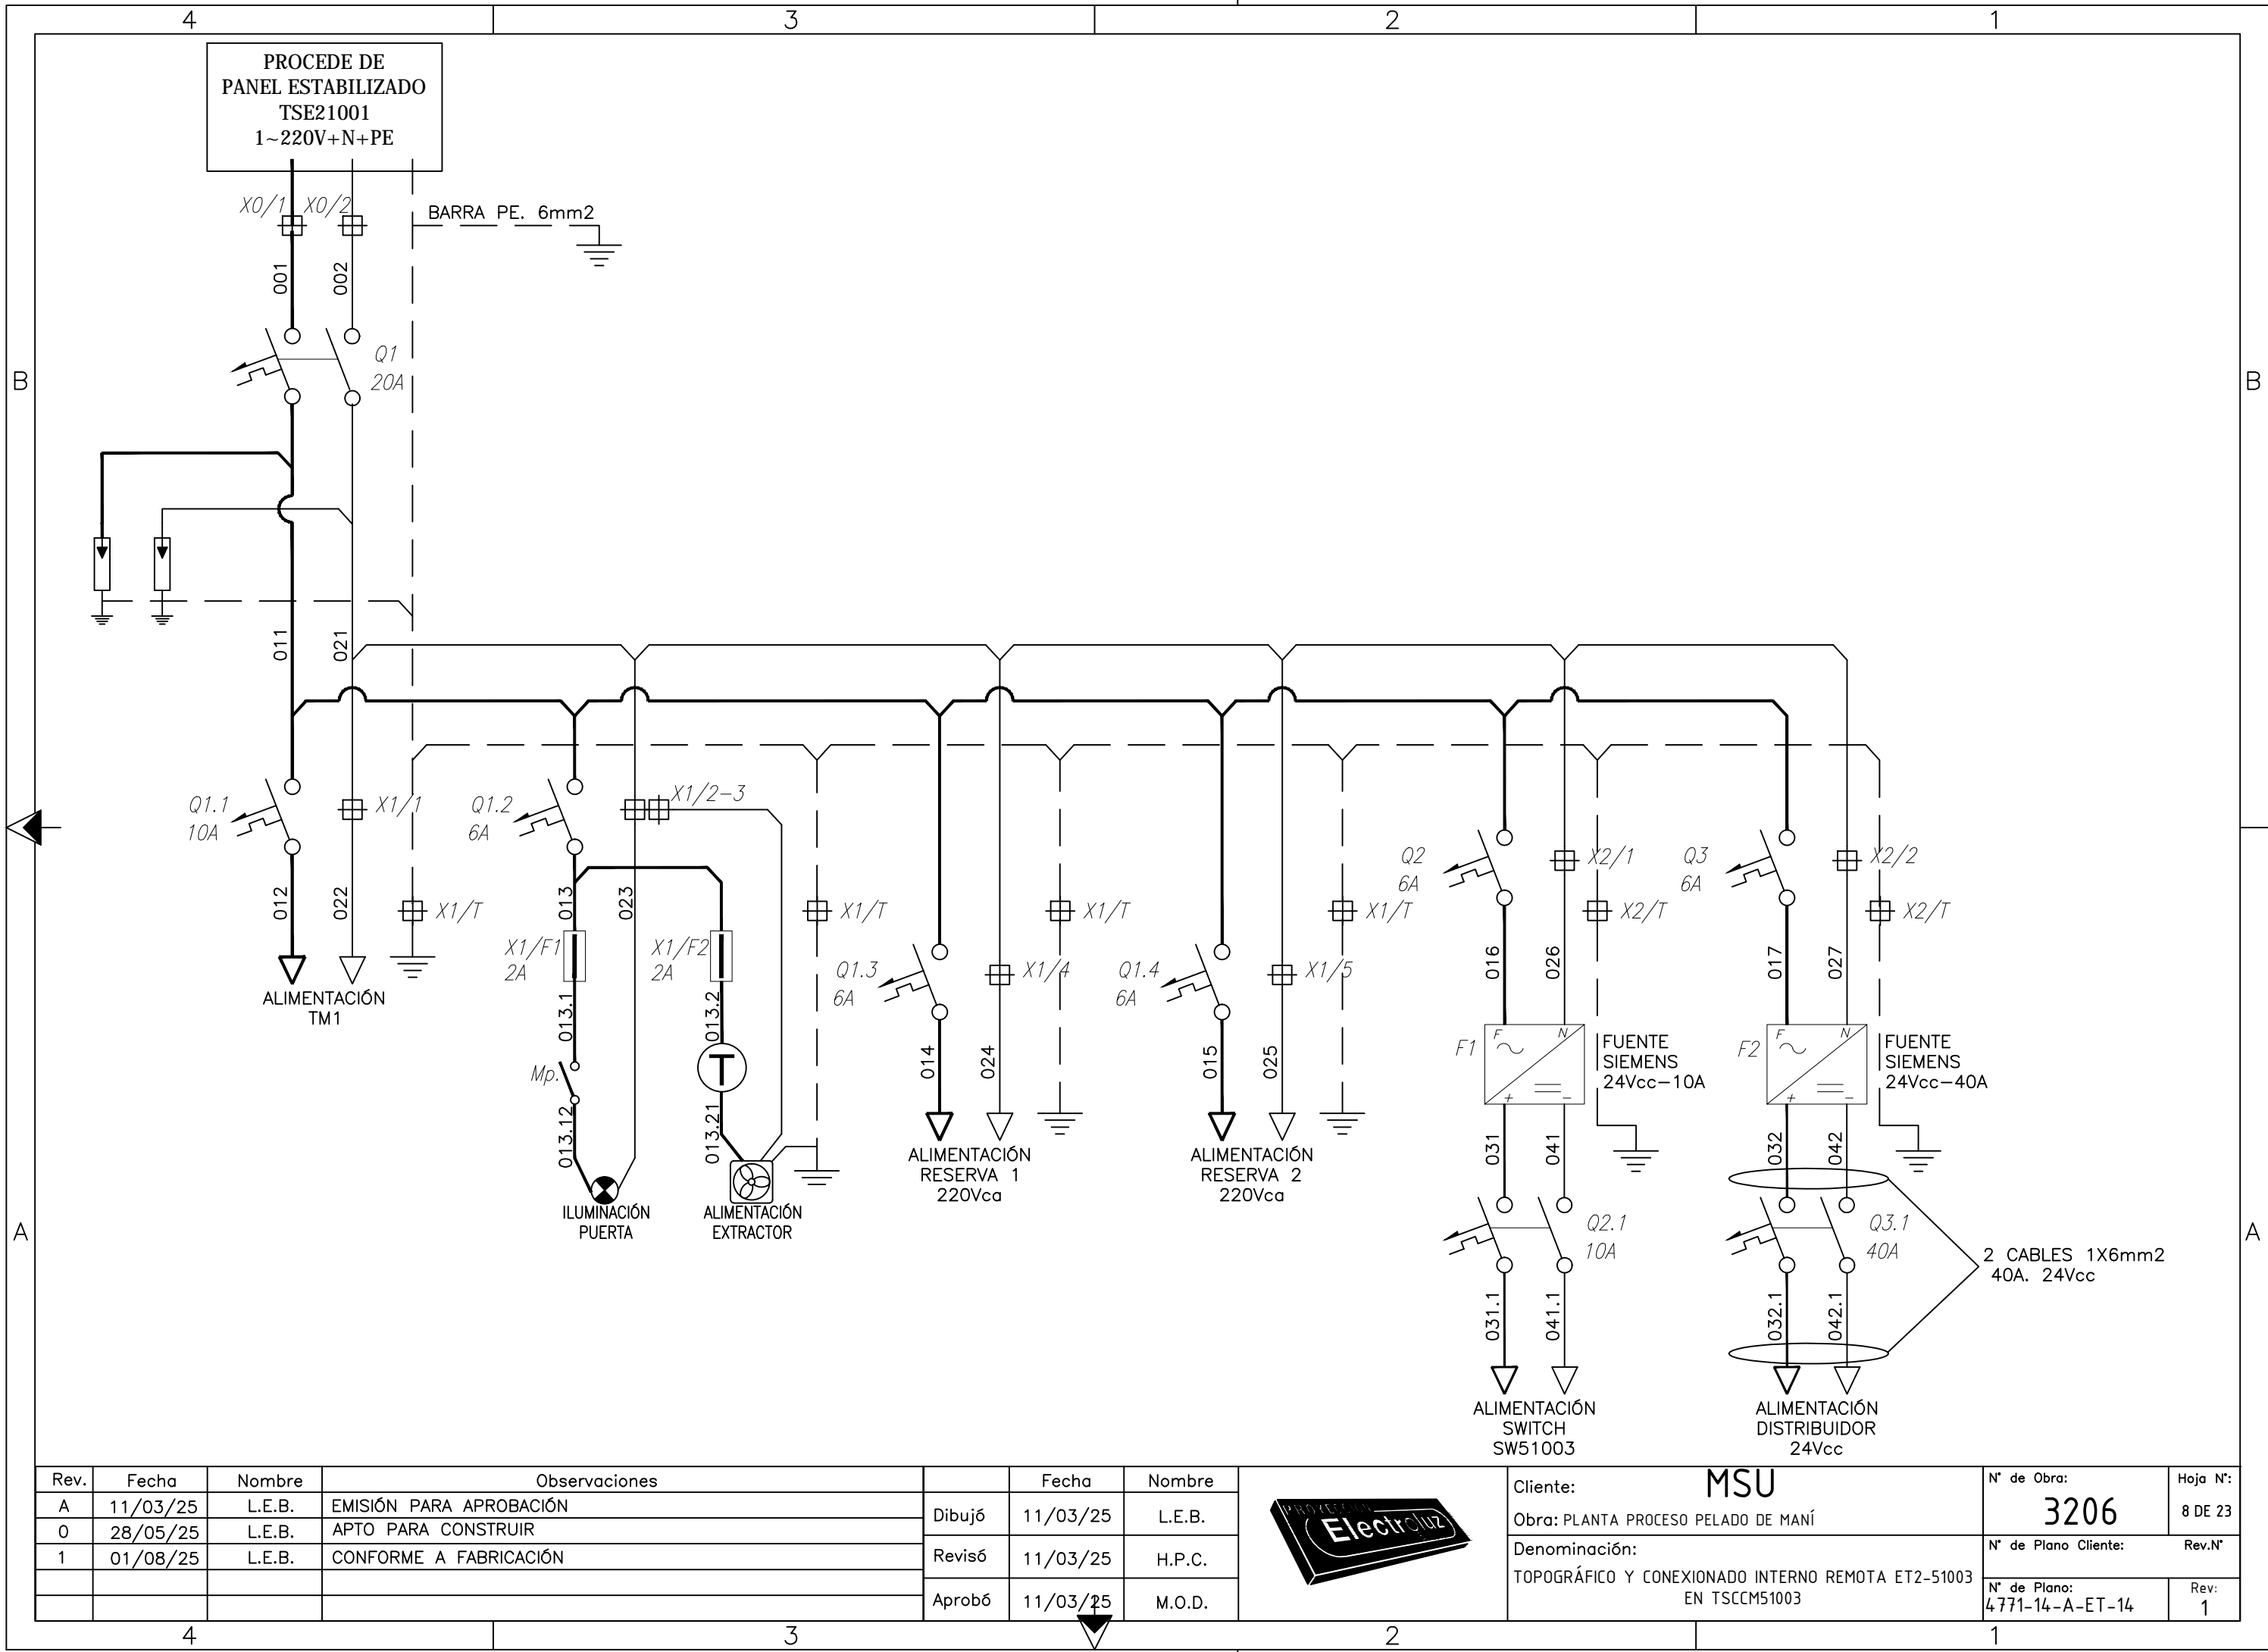 4 3 2 1
PROCEDE DE
PANEL ESTABILIZADO
TSE21001
1~220V+N+PE
X0/1 X0/2
BARRA PE. 6mm2
001
002
Q1
20A
B
B
011
021
Q1.1
10A
X1/1
Q1.2
6A
X1/2-3
012
022
X1/T
013
023
X1/F1
2A
X1/F2
2A
X1/T
X1/T
X1/T
Q1.3
6A
X1/4
Q1.4
6A
X1/5
Q2
6A
X2/1
X2/T
Q3
6A
X2/2
X2/T
016
026
017
027
ALIMENTACIÓN
TM1
013.1
013.2
Mp.
T
013.12
013.21
014
024
015
025
F1
F N
+ -
FUENTE
SIEMENS
24Vcc-10A
F2
F N
+ -
FUENTE
SIEMENS
24Vcc-40A
ILUMINACIÓN
PUERTA
ALIMENTACIÓN
EXTRACTOR
ALIMENTACIÓN
RESERVA 1
220Vca
ALIMENTACIÓN
RESERVA 2
220Vca
031
041
032
042
A
A
Q2.1
10A
Q3.1
40A
2 CABLES 1X6mm2
40A. 24Vcc
031.1
041.1
032.1
042.1
ALIMENTACIÓN
SWITCH
SW51003
ALIMENTACIÓN
DISTRIBUIDOR
24Vcc
Rev. Fecha Nombre Observaciones
A 11/03/25 L.E.B. EMISIÓN PARA APROBACIÓN
0 28/05/25 L.E.B. APTO PARA CONSTRUIR
1 01/08/25 L.E.B. CONFORME A FABRICACIÓN
Fecha Nombre
Dibujó 11/03/25 L.E.B.
Revisó 11/03/25 H.P.C.
Aprobó 11/03/25 M.O.D.
PROYECCION
Electroluz
Cliente: MSU
Obra: PLANTA PROCESO PELADO DE MANÍ
Denominación:
TOPOGRÁFICO Y CONEXIONADO INTERNO REMOTA ET2-51003
EN TSCCM51003
N° de Obra:
3206
Hoja N°:
8 DE 23
N° de Plano Cliente:
Rev.N°
N° de Plano:
4771-14-A-ET-14
Rev:
1
4 3 2 1